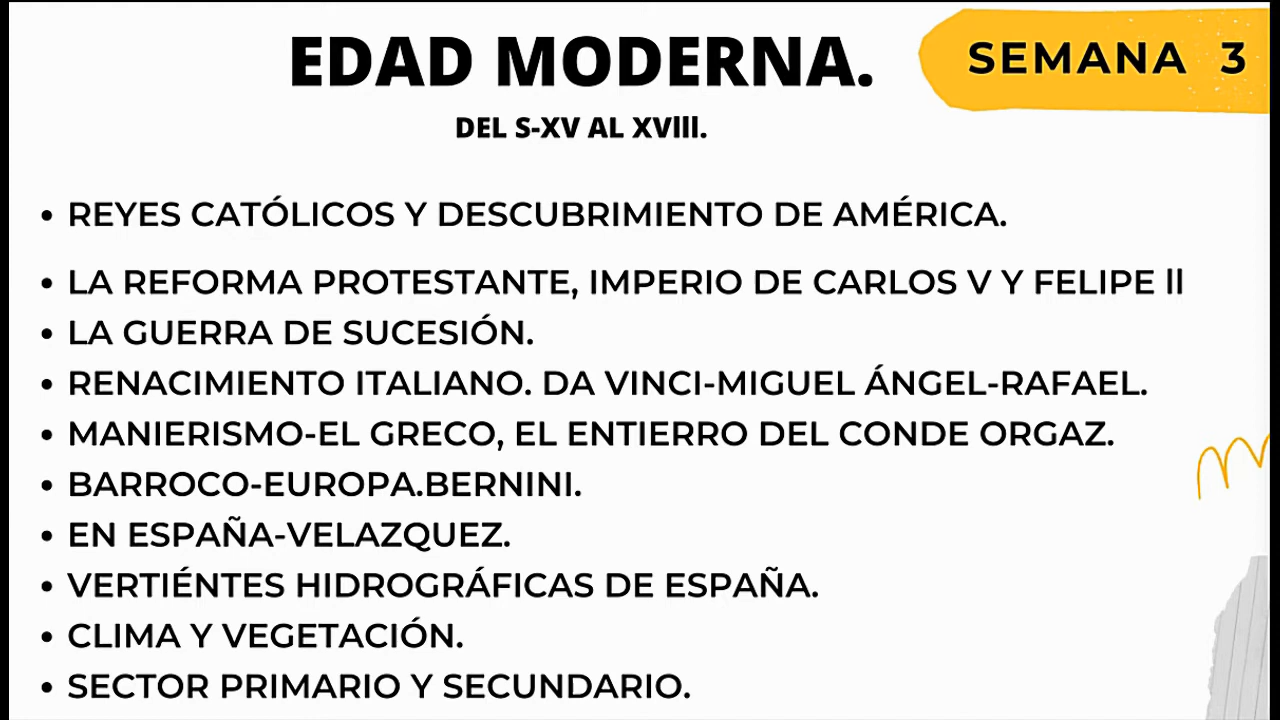 EDAD MODERNA.
SEMANA 3
DEL S-XV AL XVlll.
• REYES CATÓLICOS Y DESCUBRIMIENTO DE AMÉRICA.
• LA REFORMA PROTESTANTE, IMPERIO DE CARLOS V Y FELIPE ll
• LA GUERRA DE SUCESIÓN.
• RENACIMIENTO ITALIANO. DA VINCI-MIGUEL ÁNGEL-RAFAEL.
• MANIERISMO-EL GRECO, EL ENTIERRO DEL CONDE ORGAZ.
• BARROCO-EUROPA.BERNINI.
• EN ESPAÑA-VELAZQUEZ.
• VERTIÉNTES HIDROGRÁFICAS DE ESPAÑA.
• CLIMA Y VEGETACIÓN.
• SECTOR PRIMARIO Y SECUNDARIO.